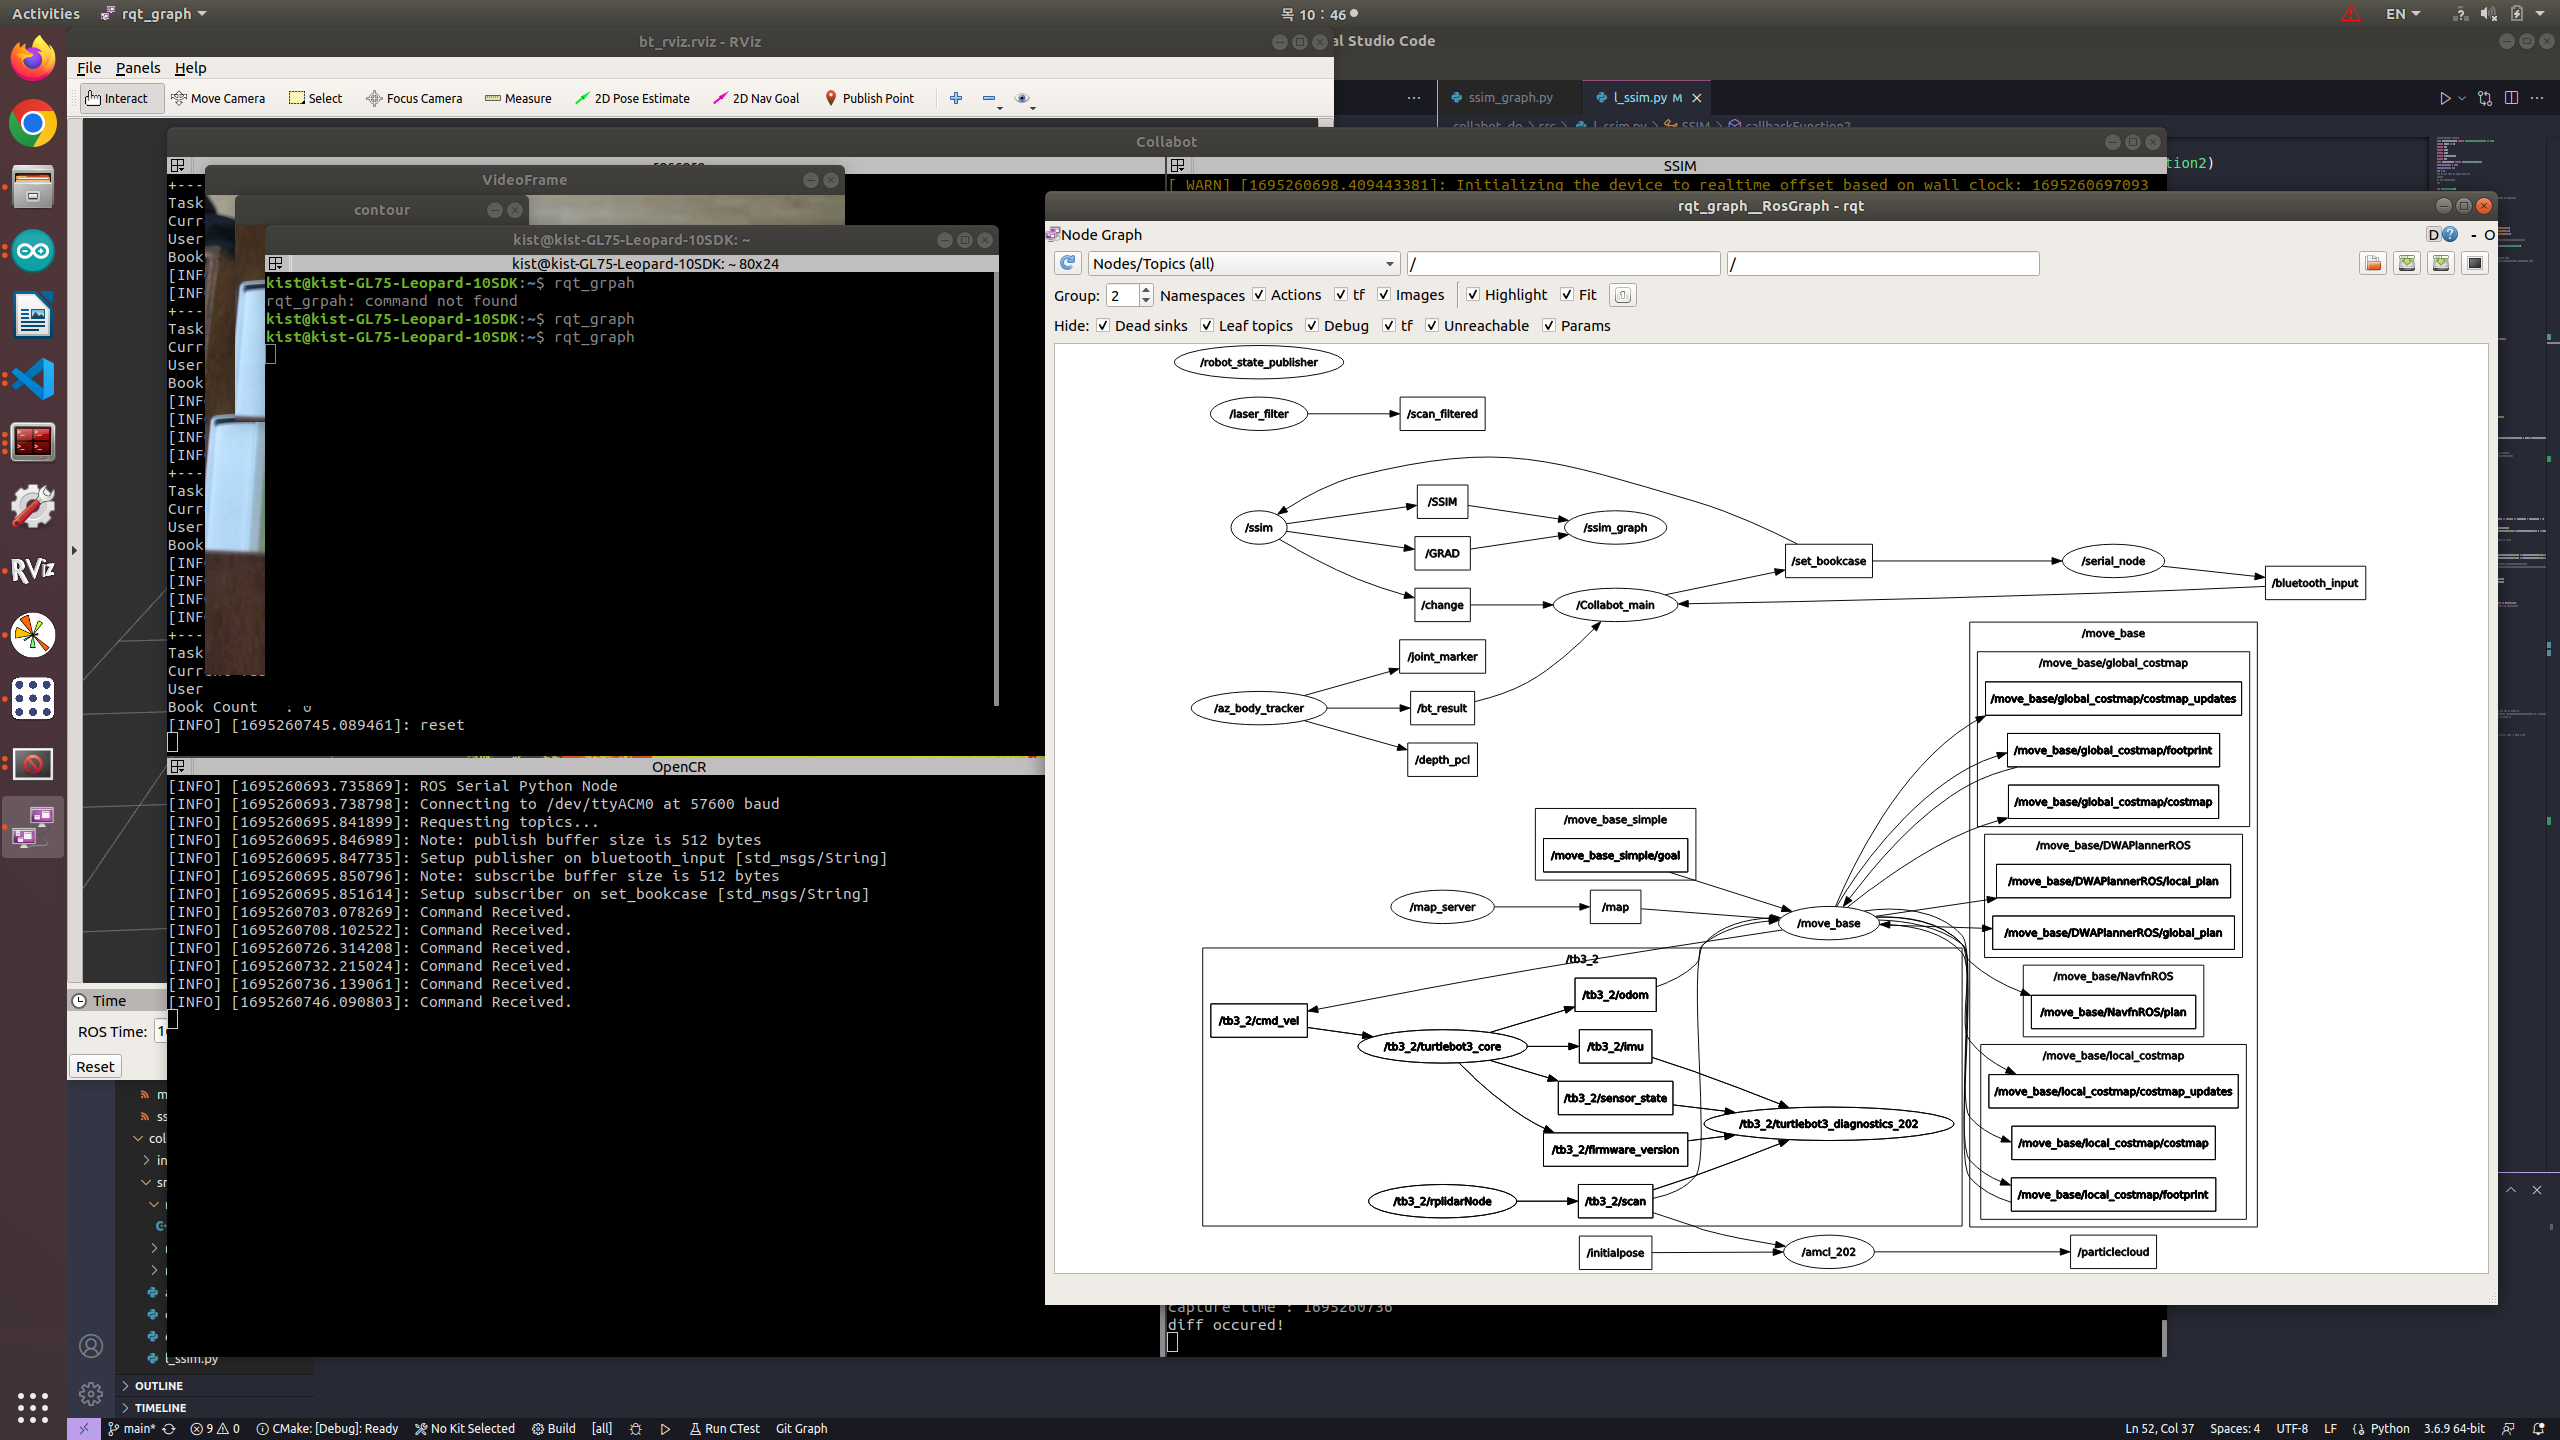 Activities rqt_graph 목 10 : 46 EN
bt_rviz.rviz - RViz
al Studio Code
File Panels Help
Interact Move Camera Select Focus Camera Measure 2D Pose Estimate 2D Nav Goal Publish Point
ssim_graph.py l_ssim.py M
collabot_de > src > l_ssim.py > SSIM > callbackFunction2
tion2)
Collabot
SSIM
[ WARN] [1695260698.409443381]: Initializing the device to realtime offset based on wall clock: 1695260697093
VideoFrame
contour
kist@kist-GL75-Leopard-10SDK: ~
kist@kist-GL75-Leopard-10SDK: ~ 80x24
kist@kist-GL75-Leopard-10SDK:~$ rqt_grpah
rqt_grpah: command not found
kist@kist-GL75-Leopard-10SDK:~$ rqt_graph
kist@kist-GL75-Leopard-10SDK:~$ rqt_graph
+---
Task
Curr
User
Book
[INF
[INF
+---
Task
Curr
User
Book
[INF
[INF
[INF
[INF
+---
Task
Curr
User
Book
[INF
[INF
[INF
[INF
+---
Task
User
Book Count : 0
[INFO] [1695260745.089461]: reset
OpenCR
[INFO] [1695260693.735869]: ROS Serial Python Node
[INFO] [1695260693.738798]: Connecting to /dev/ttyACM0 at 57600 baud
[INFO] [1695260695.841899]: Requesting topics...
[INFO] [1695260695.846989]: Note: publish buffer size is 512 bytes
[INFO] [1695260695.847735]: Setup publisher on bluetooth_input [std_msgs/String]
[INFO] [1695260695.850796]: Note: subscribe buffer size is 512 bytes
[INFO] [1695260695.851614]: Setup subscriber on set_bookcase [std_msgs/String]
[INFO] [1695260703.078269]: Command Received.
[INFO] [1695260708.102522]: Command Received.
[INFO] [1695260726.314208]: Command Received.
[INFO] [1695260732.215024]: Command Received.
[INFO] [1695260736.139061]: Command Received.
[INFO] [1695260746.090803]: Command Received.
RViz
Time
ROS Time: 1
Reset
rqt_graph__RosGraph - rqt
Node Graph D - O
Nodes/Topics (all) / /
Group: 2 Namespaces Actions tf Images Highlight Fit
Hide: Dead sinks Leaf topics Debug tf Unreachable Params
/robot_state_publisher
/laser_filter /scan_filtered
/SSIM
/ssim /ssim_graph
/GRAD
/set_bookcase /serial_node
/bluetooth_input
/change /Collabot_main
/move_base
/joint_marker
/move_base/global_costmap
/move_base/global_costmap/costmap_updates
/az_body_tracker /bt_result
/move_base/global_costmap/footprint
/depth_pcl
/move_base/global_costmap/costmap
/move_base_simple
/move_base_simple/goal
/move_base/DWAPlannerROS
/move_base/DWAPlannerROS/local_plan
/map_server /map /move_base
/move_base/DWAPlannerROS/global_plan
/tb3_2
/move_base/NavfnROS
/tb3_2/odom
/move_base/NavfnROS/plan
/tb3_2/cmd_vel
/tb3_2/turtlebot3_core /tb3_2/imu
/move_base/local_costmap
/move_base/local_costmap/costmap_updates
/tb3_2/sensor_state
/tb3_2/turtlebot3_diagnostics_202
/tb3_2/firmware_version
/move_base/local_costmap/costmap
/tb3_2/rplidarNode /tb3_2/scan
/move_base/local_costmap/footprint
/initialpose /amcl_202 /particlecloud
capture time : 1695260736
diff occured!
m
ss
col
in
sr
l_ssim.py
OUTLINE
TIMELINE
main* 9 0 CMake: [Debug]: Ready No Kit Selected Build [all] Run CTest Git Graph Ln 52, Col 37 Spaces: 4 UTF-8 LF Python 3.6.9 64-bit